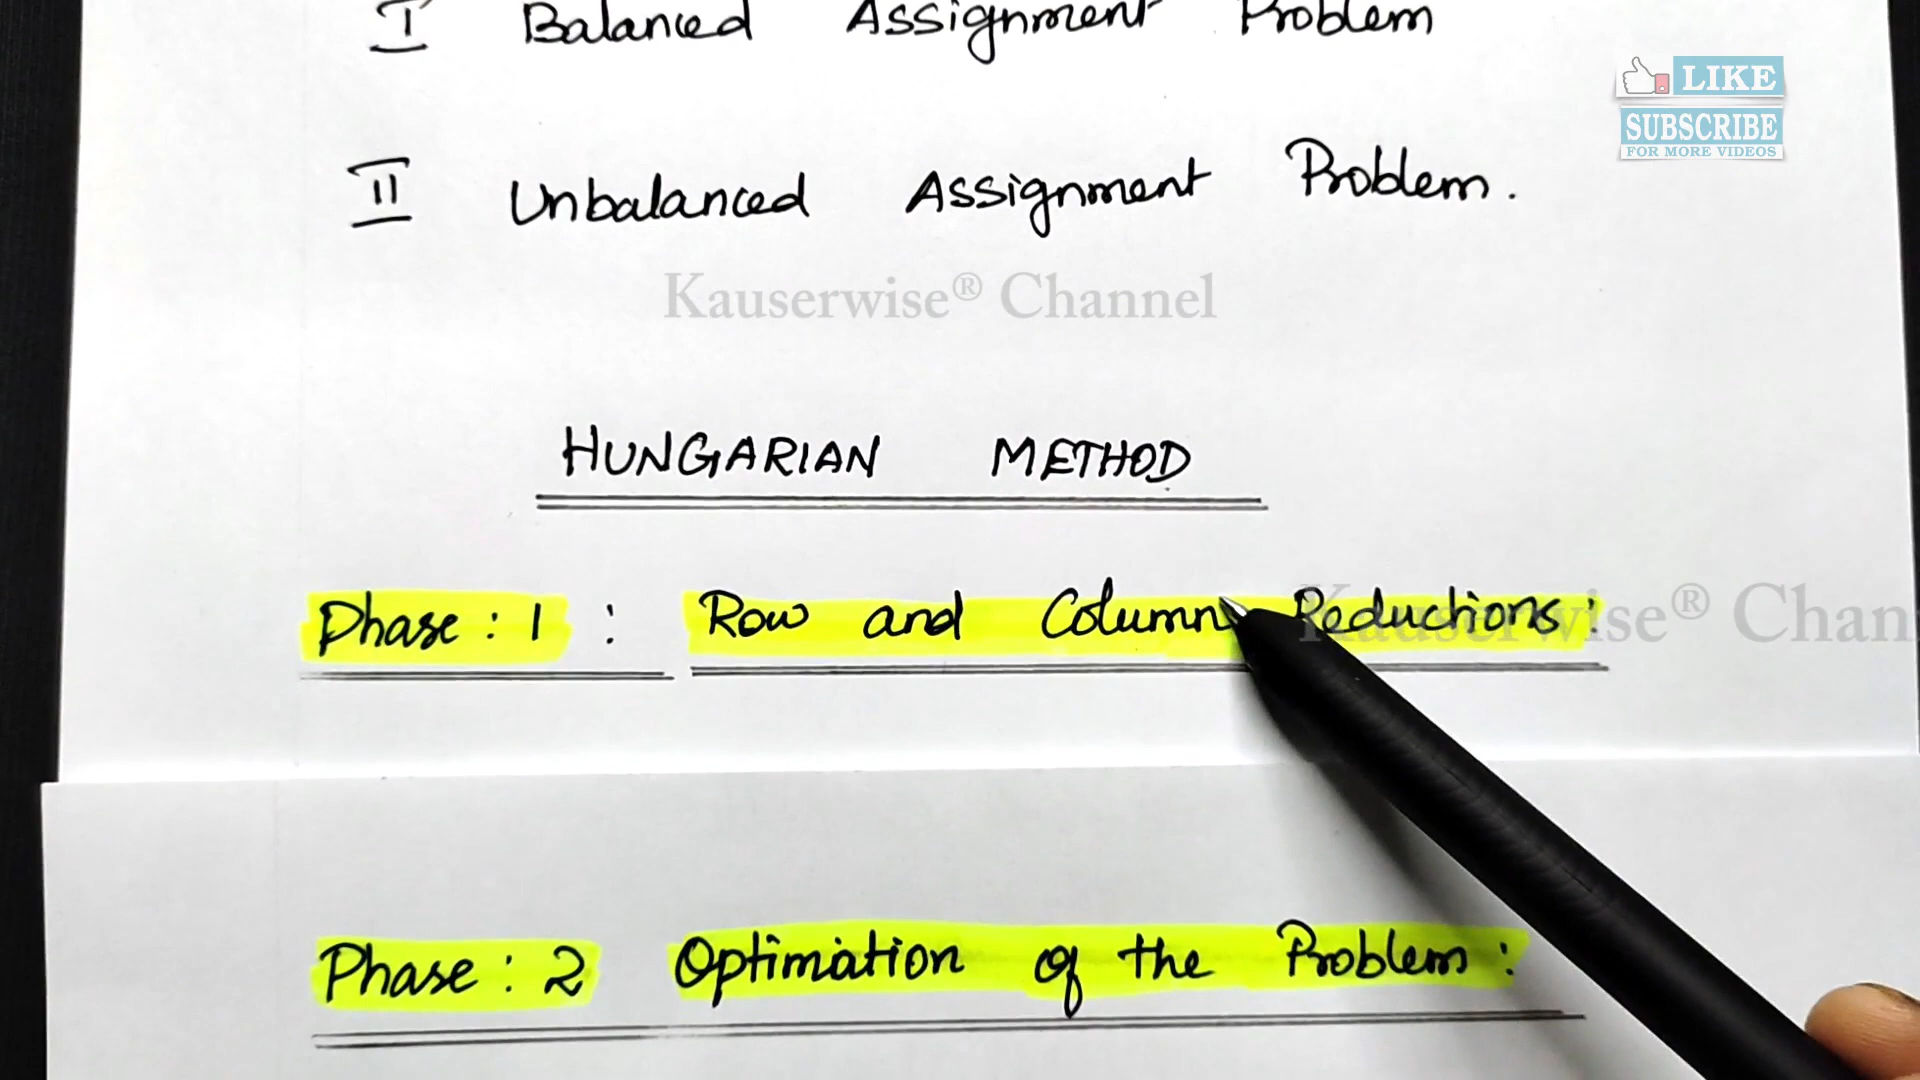 I Balanced Assignment Problem
LIKE
SUBSCRIBE
FOR MORE VIDEOS
II Unbalanced Assignment Problem.
Kauserwise® Channel
HUNGARIAN METHOD
Phase : 1 : Row and Column Reductions:
Kauserwise® Chan
Phase : 2 Optimation of the Problem: